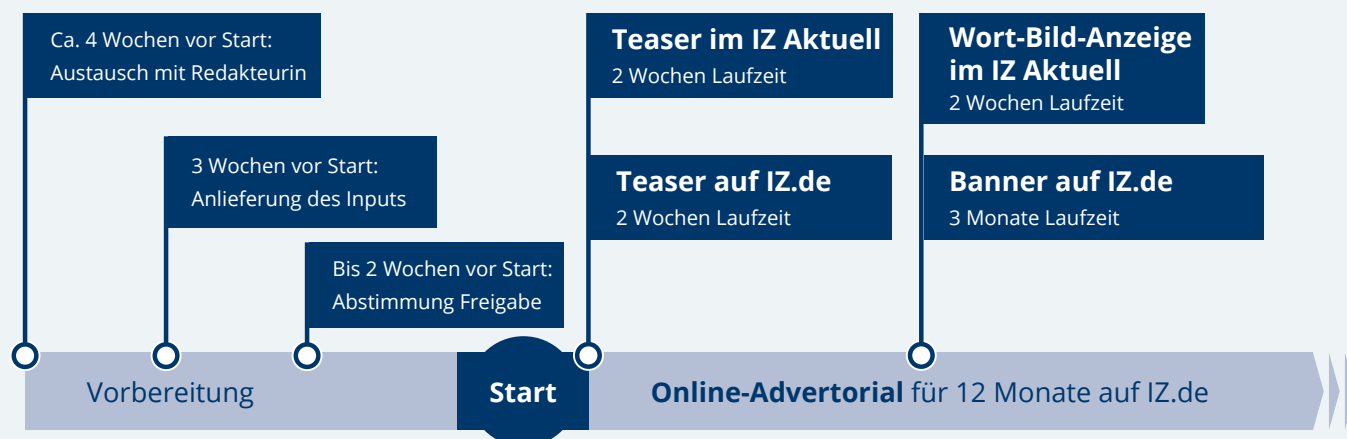 Ca. 4 Wochen vor Start:
Austausch mit Redakteurin
3 Wochen vor Start:
Anlieferung des Inputs
Bis 2 Wochen vor Start:
Abstimmung Freigabe
Teaser im IZ Aktuell
2 Wochen Laufzeit
Teaser auf IZ.de
2 Wochen Laufzeit
Wort-Bild-Anzeige
im IZ Aktuell
2 Wochen Laufzeit
Banner auf IZ.de
3 Monate Laufzeit
Vorbereitung
Start
Online-Advertorial für 12 Monate auf IZ.de